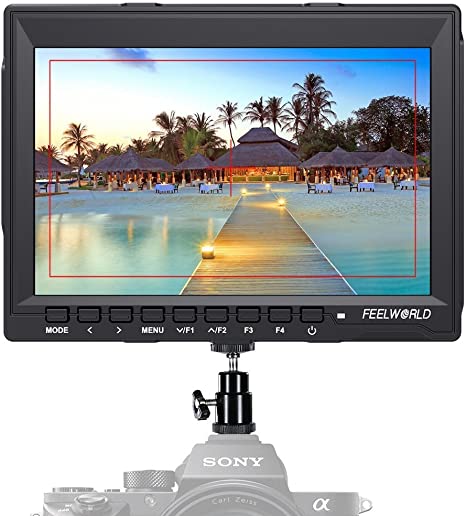 FEELWORLD
MODE < > MENU ∨/F1 ∧/F2 F3 F4
SONY
Carl Zeiss
α